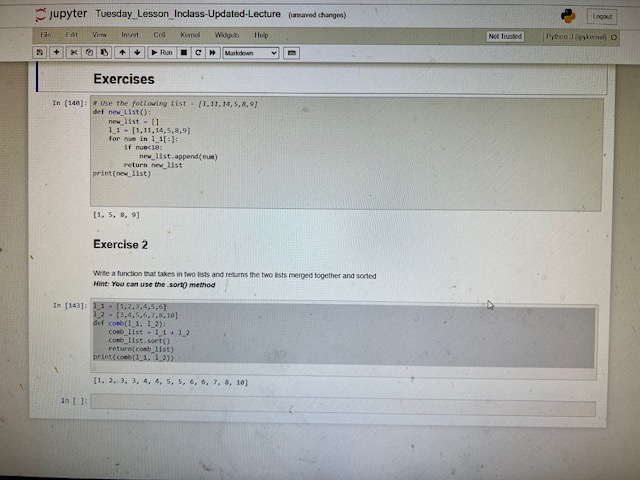 jupyter Tuesday_Lesson_Inclass-Updated-Lecture (unsaved changes) Logout
File Edit View Insert Cell Kernel Widgets Help Not Trusted Python 3 (ipykernel)
Run Markdown
Exercises
In [140]: # Use the following list - [1,11,14,5,8,9]
def new_List():
new_list = []
l_1 = [1,11,14,5,8,9]
for num in l_1[:]:
if num<10:
new_list.append(num)
return new_list
print(new_list)
[1, 5, 8, 9]
Exercise 2
Write a function that takes in two lists and returns the two lists merged together and sorted
Hint: You can use the .sort() method
In [143]: l_1 = [1,2,3,4,5,6]
l_2 = [3,4,5,6,7,8,10]
def comb(l_1, l_2):
comb_list = l_1 + l_2
comb_list.sort()
return(comb_list)
print(comb(l_1, l_2))
[1, 2, 3, 3, 4, 4, 5, 5, 6, 6, 7, 8, 10]
In [ ]: